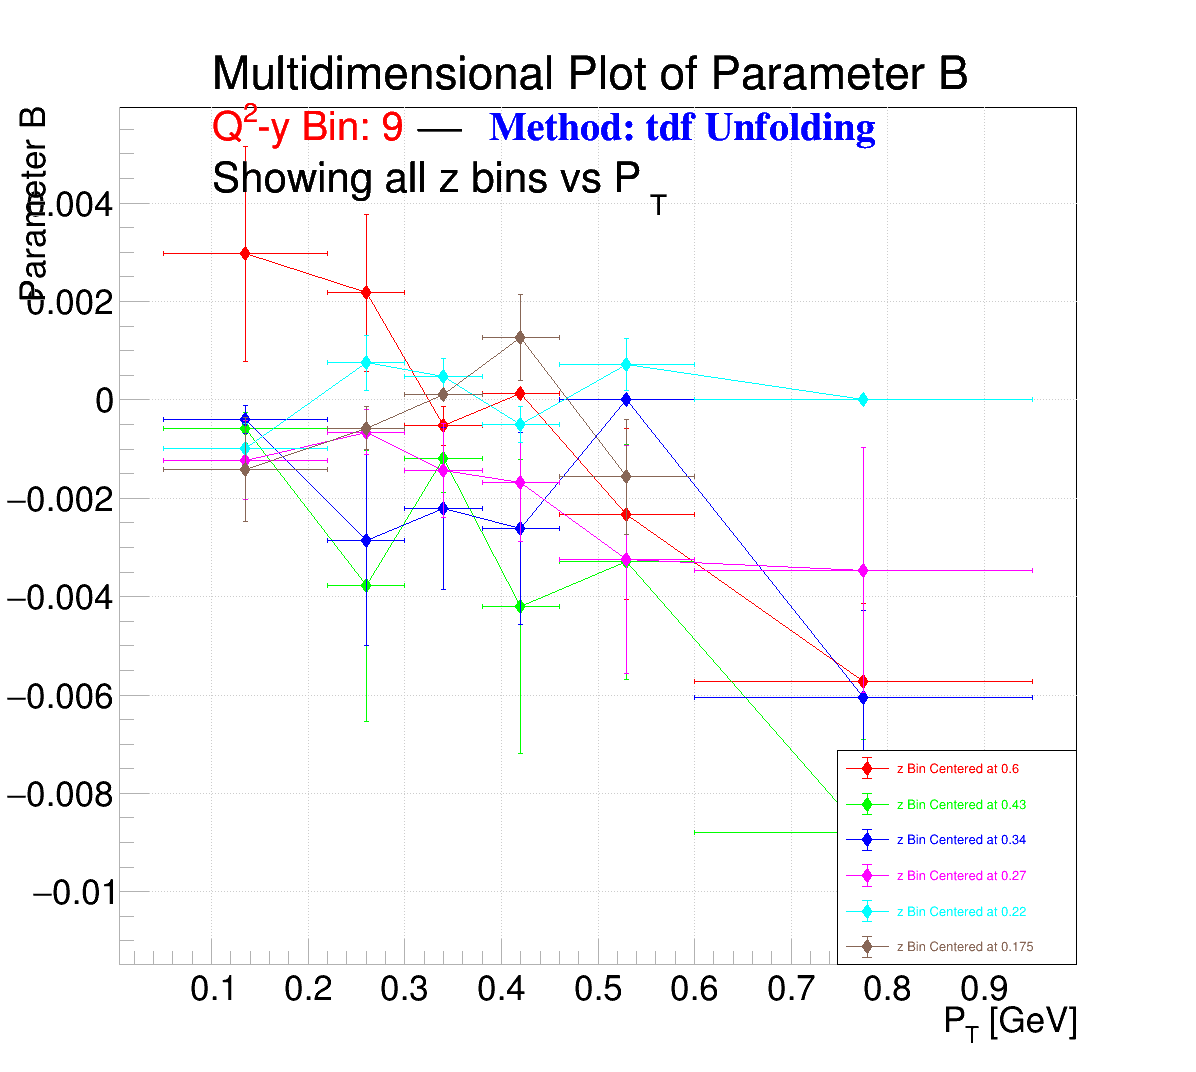 Multidimensional Plot of Parameter B
Q²-y Bin: 9 — Method: tdf Unfolding
Showing all z bins vs P_T
Parameter B
0.004
0.002
0
−0.002
−0.004
−0.006
−0.008
−0.01
z Bin Centered at 0.6
z Bin Centered at 0.43
z Bin Centered at 0.34
z Bin Centered at 0.27
z Bin Centered at 0.22
z Bin Centered at 0.175
0.1 0.2 0.3 0.4 0.5 0.6 0.7 0.8 0.9
P_T [GeV]